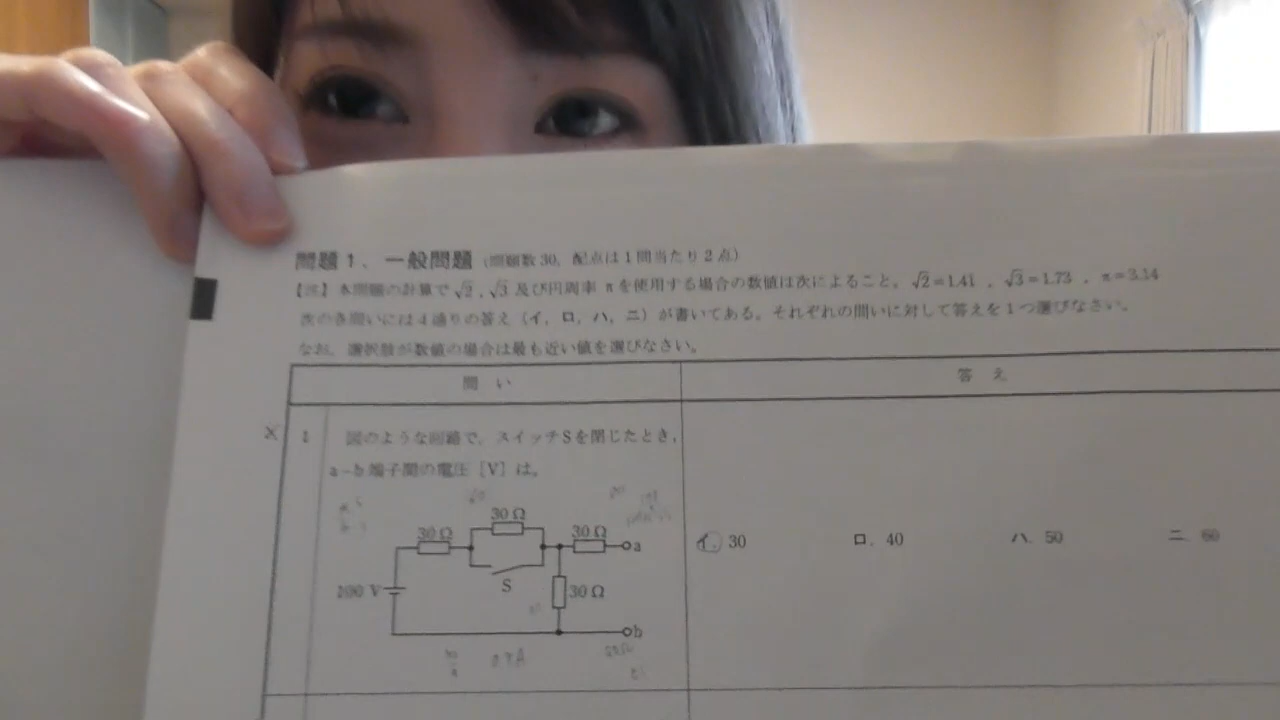 問題1. 一般問題 (問題数30、配点は1問当たり2点)
【注】本問題の計算で√2，√3及び円周率πを使用する場合の数値は次によること。√2＝1.41 ，√3＝1.73 ，π＝3.14
次の各問いには4通りの答え（イ，ロ，ハ，ニ）が書いてある。それぞれの問いに対して答えを1つ選びなさい。
なお、選択肢が数値の場合は最も近い値を選びなさい。
問 い
答 え
X
1
図のような回路で、スイッチSを閉じたとき、
a-b端子間の電圧［V］は。
30 Ω
30 Ω
30 Ω
a
S
100 V
30 Ω
b
イ. 30
ロ. 40
ハ. 50
ニ. 60